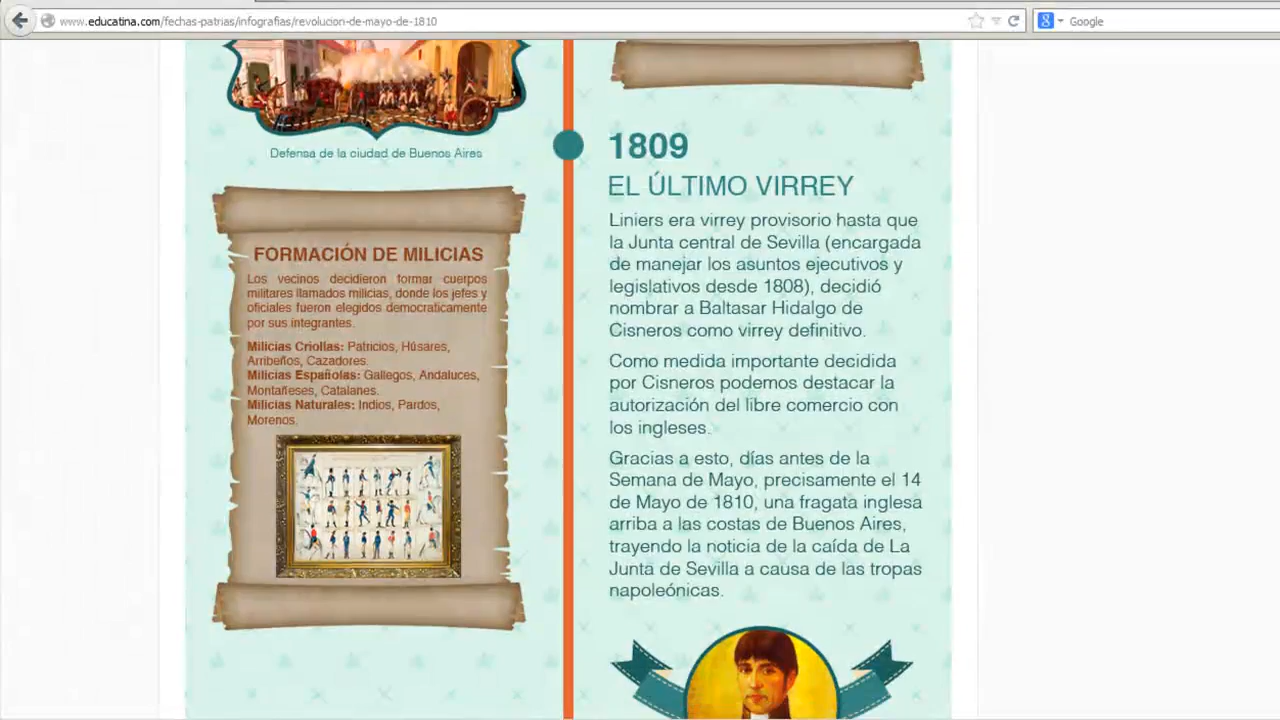 www.educatina.com/fechas-patrias/infografias/revolucion-de-mayo-de-1810
Google
Defensa de la ciudad de Buenos Aires
FORMACIÓN DE MILICIAS
Los vecinos decidieron formar cuerpos
militares llamados milicias, donde los jefes y
oficiales fueron elegidos democraticamente
por sus integrantes.
Milicias Criollas: Patricios, Húsares,
Arribeños, Cazadores.
Milicias Españolas: Gallegos, Andaluces,
Montañeses, Catalanes.
Milicias Naturales: Indios, Pardos,
Morenos.
1809
EL ÚLTIMO VIRREY
Liniers era virrey provisorio hasta que
la Junta central de Sevilla (encargada
de manejar los asuntos ejecutivos y
legislativos desde 1808), decidió
nombrar a Baltasar Hidalgo de
Cisneros como virrey definitivo.
Como medida importante decidida
por Cisneros podemos destacar la
autorización del libre comercio con
los ingleses.
Gracias a esto, días antes de la
Semana de Mayo, precisamente el 14
de Mayo de 1810, una fragata inglesa
arriba a las costas de Buenos Aires,
trayendo la noticia de la caída de La
Junta de Sevilla a causa de las tropas
napoleónicas.